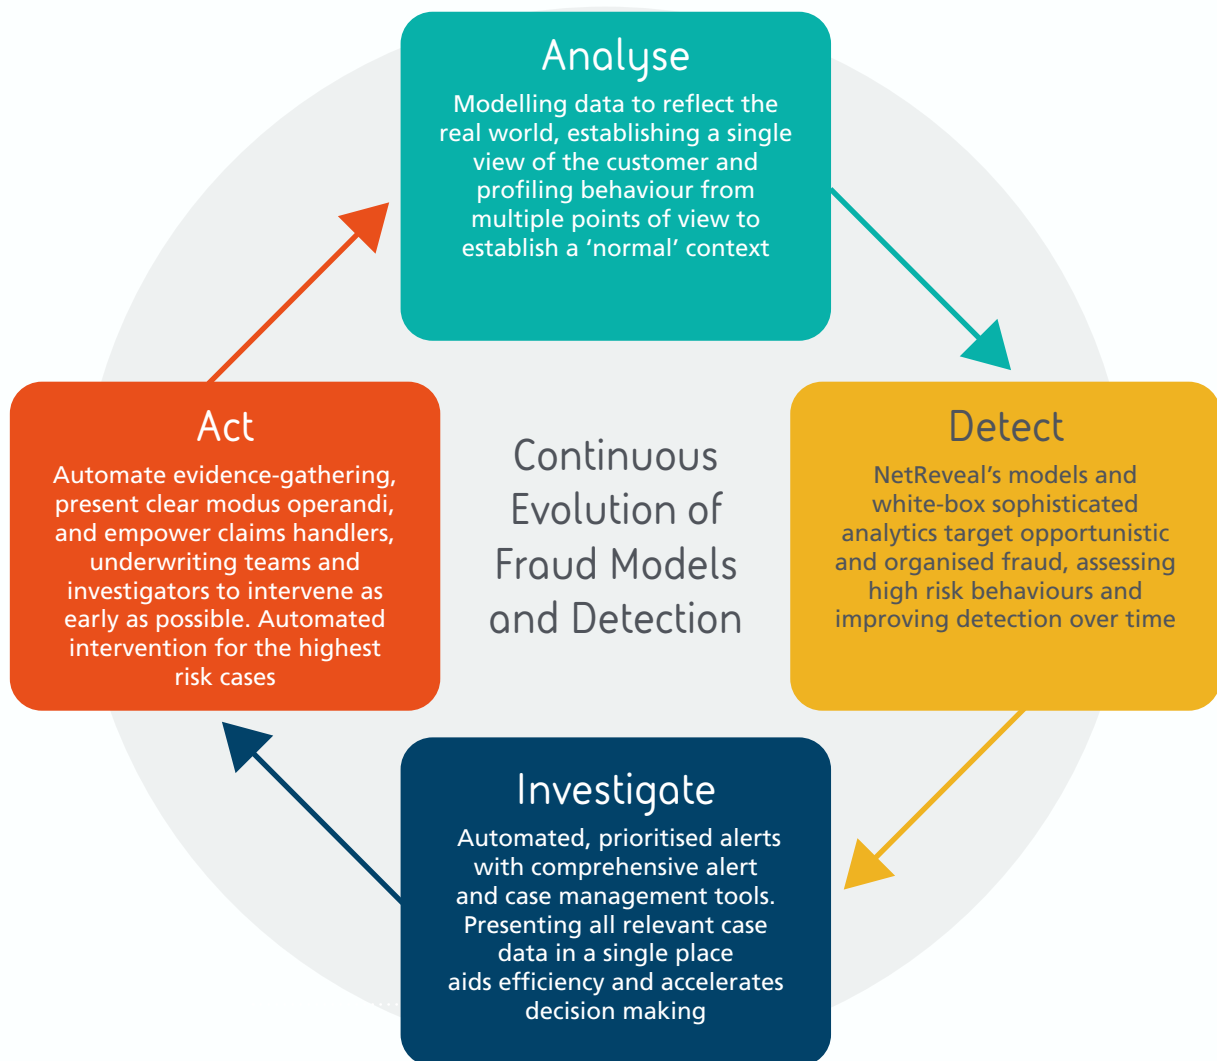 Analyse
Modelling data to reflect the
real world, establishing a single
view of the customer and
profiling behaviour from
multiple points of view to
establish a ‘normal’ context
Act
Automate evidence-gathering,
present clear modus operandi,
and empower claims handlers,
underwriting teams and
investigators to intervene as
early as possible. Automated
intervention for the highest
risk cases
Continuous
Evolution of
Fraud Models
and Detection
Detect
NetReveal’s models and
white-box sophisticated
analytics target opportunistic
and organised fraud, assessing
high risk behaviours and
improving detection over time
Investigate
Automated, prioritised alerts
with comprehensive alert
and case management tools.
Presenting all relevant case
data in a single place
aids efficiency and accelerates
decision making